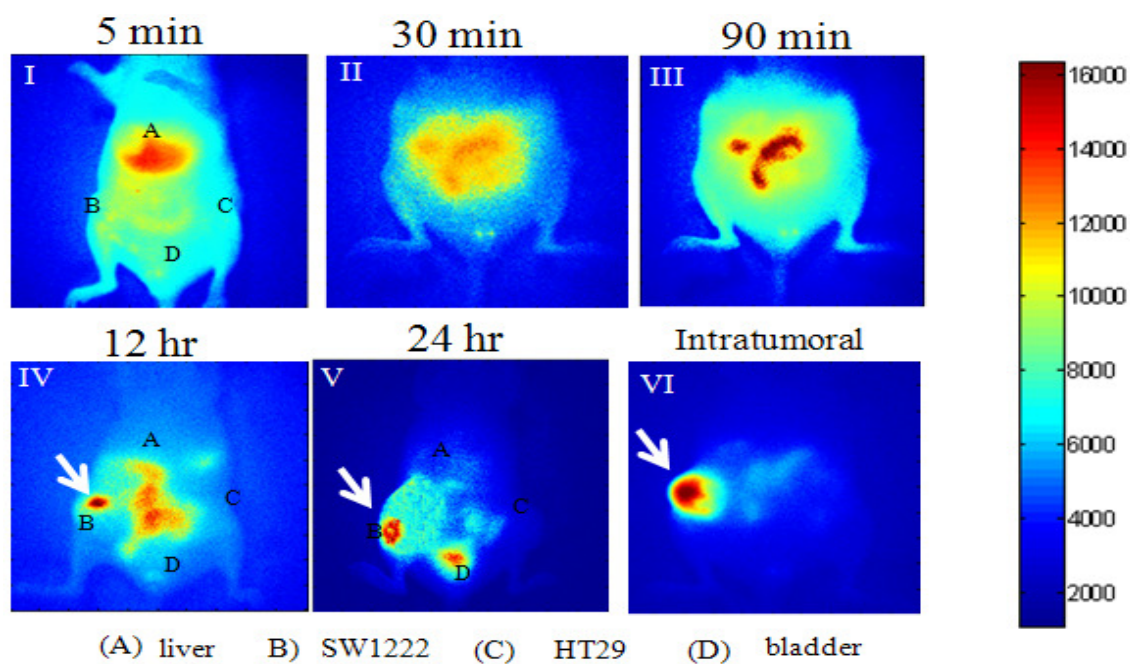 5 min 30 min 90 min
I II III
A
B C
D
16000
14000
12000
10000
8000
6000
4000
2000
12 hr 24 hr Intratumoral
IV V VI
A A
B C B C
D D
(A) liver B) SW1222 (C) HT29 (D) bladder